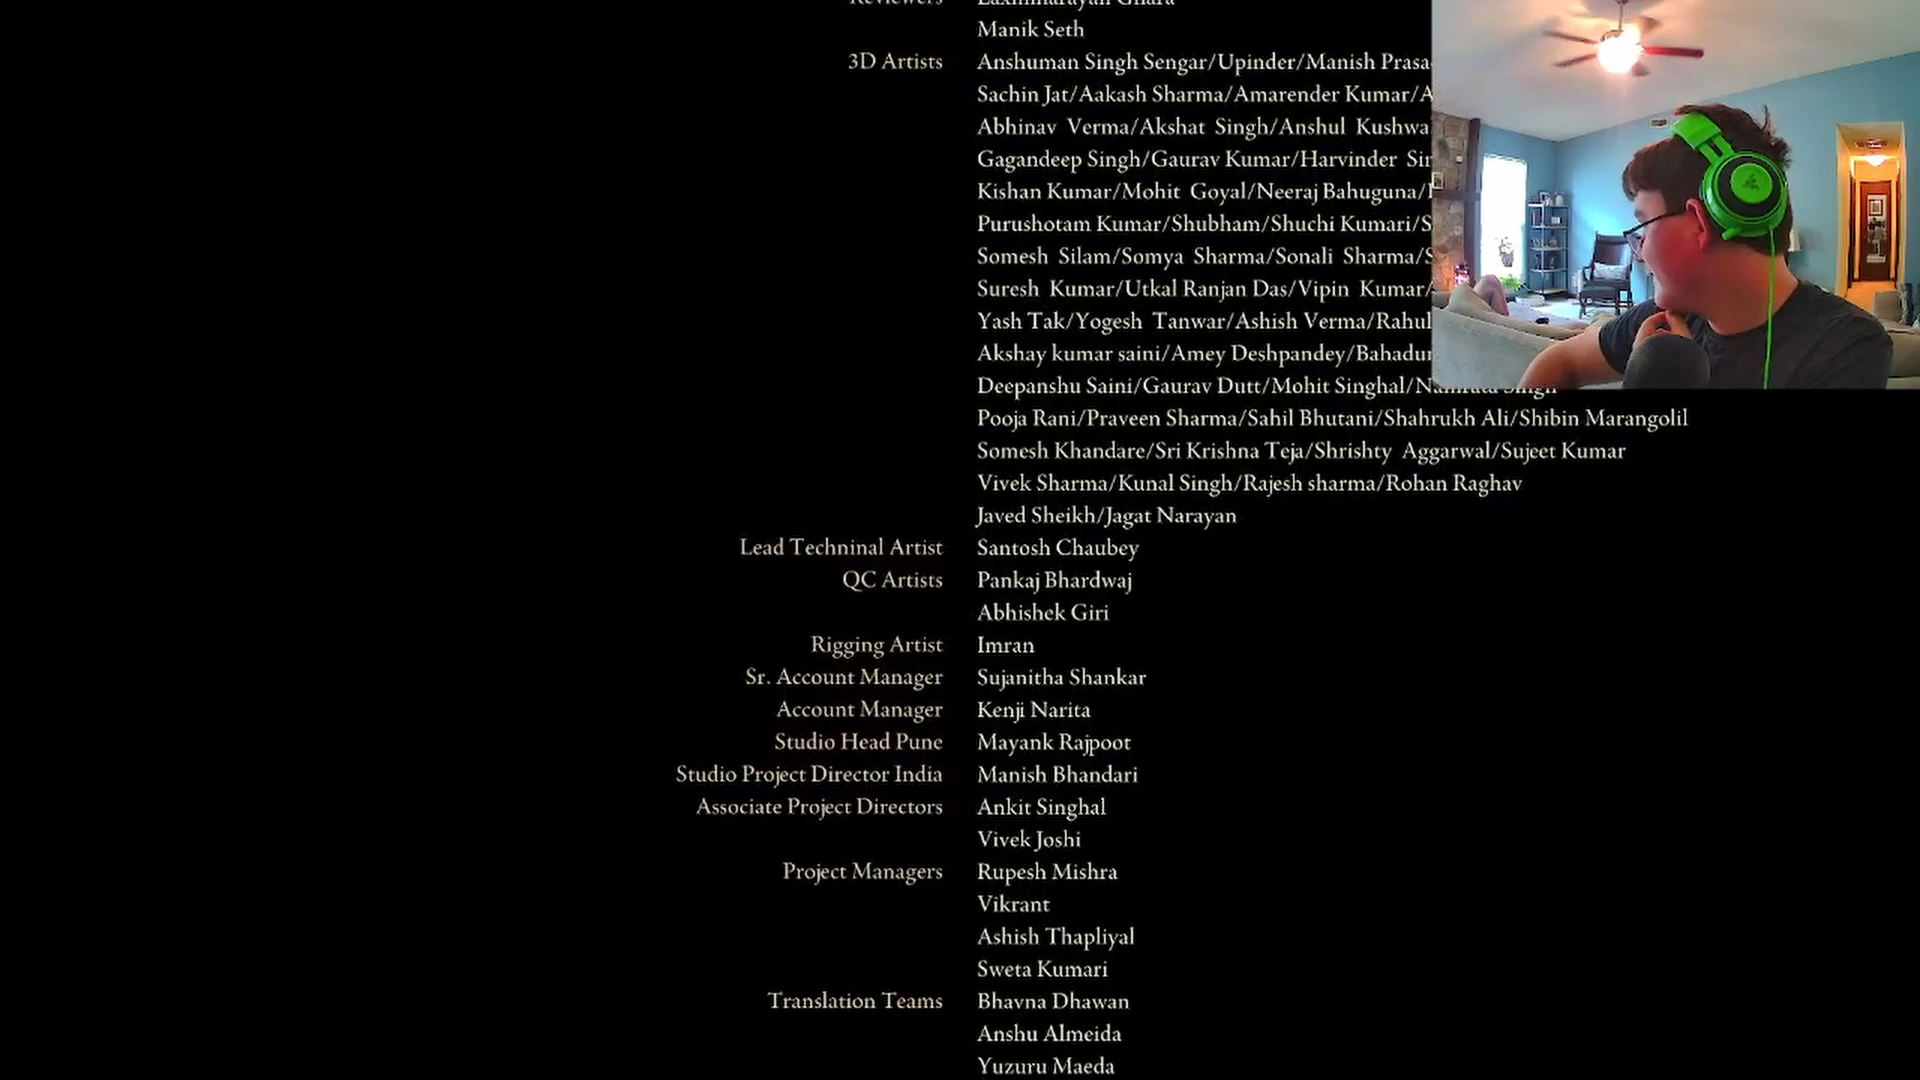 Reviewers Laxminarayan
Manik Seth
3D Artists Anshuman Singh Sengar/Upinder/Manish
Sachin Jat/Aakash Sharma/Amarender Kumar/
Abhinav Verma/Akshat Singh/Anshul
Gagandeep Singh/Gaurav Kumar/Harvinder
Kishan Kumar/Mohit Goyal/Neeraj Bahuguna/
Purushotam Kumar/Shubham/Shuchi Kumari/
Somesh Silam/Somya Sharma/Sonali Sharma/
Suresh Kumar/Utkal Ranjan Das/Vipin Kumar/
Yash Tak/Yogesh Tanwar/Ashish Verma/Rahul
Akshay kumar saini/Amey Deshpandey/
Deepanshu Saini/Gaurav Dutt/Mohit Singhal/
Pooja Rani/Praveen Sharma/Sahil Bhutani/Shahrukh Ali/Shibin Marangolil
Somesh Khandare/Sri Krishna Teja/Shrishty Aggarwal/Sujeet Kumar
Vivek Sharma/Kunal Singh/Rajesh sharma/Rohan Raghav
Javed Sheikh/Jagat Narayan
Lead Techninal Artist Santosh Chaubey
QC Artists Pankaj Bhardwaj
Abhishek Giri
Rigging Artist Imran
Sr. Account Manager Sujanitha Shankar
Account Manager Kenji Narita
Studio Head Pune Mayank Rajpoot
Studio Project Director India Manish Bhandari
Associate Project Directors Ankit Singhal
Vivek Joshi
Project Managers Rupesh Mishra
Vikrant
Ashish Thapliyal
Sweta Kumari
Translation Teams Bhavna Dhawan
Anshu Almeida
Yuzuru Maeda